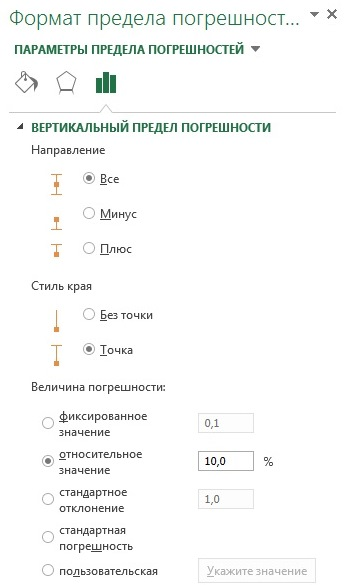 Формат предела погрешност...
ПАРАМЕТРЫ ПРЕДЕЛА ПОГРЕШНОСТЕЙ
ВЕРТИКАЛЬНЫЙ ПРЕДЕЛ ПОГРЕШНОСТИ
Направление
Все
Минус
Плюс
Стиль края
Без точки
Точка
Величина погрешности:
фиксированное
значение
0,1
относительное
значение
10,0 %
стандартное
отклонение
1,0
стандартная
погрешность
пользовательская
Укажите значение